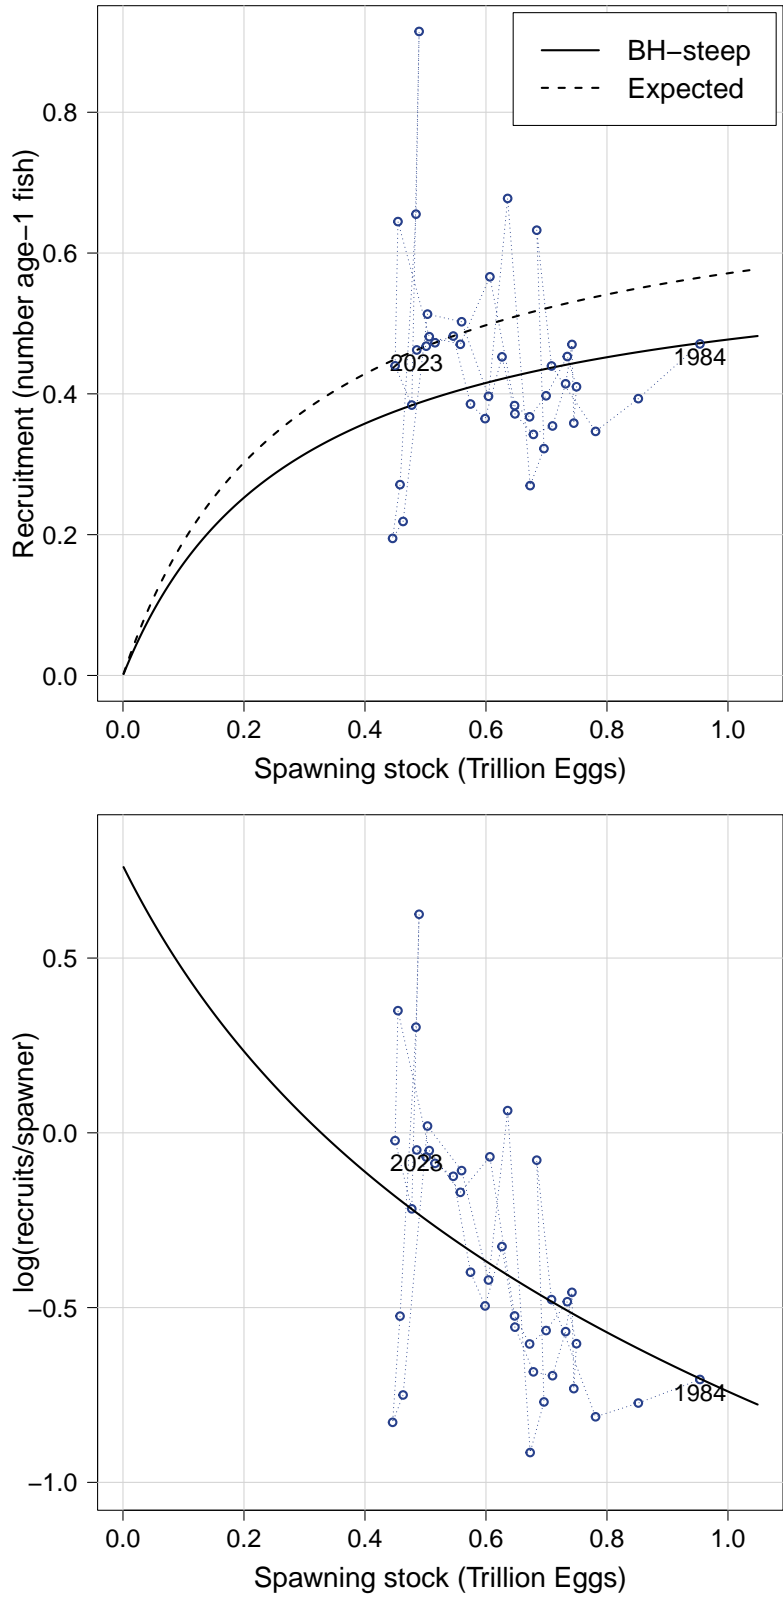 BH−steep
Expected
Recruitment (number age−1 fish)
0.8
0.6
0.4
0.2
0.0
2023
1984
0.0 0.2 0.4 0.6 0.8 1.0
Spawning stock (Trillion Eggs)
log(recruits/spawner)
0.5
0.0
−0.5
−1.0
2023
1984
0.0 0.2 0.4 0.6 0.8 1.0
Spawning stock (Trillion Eggs)